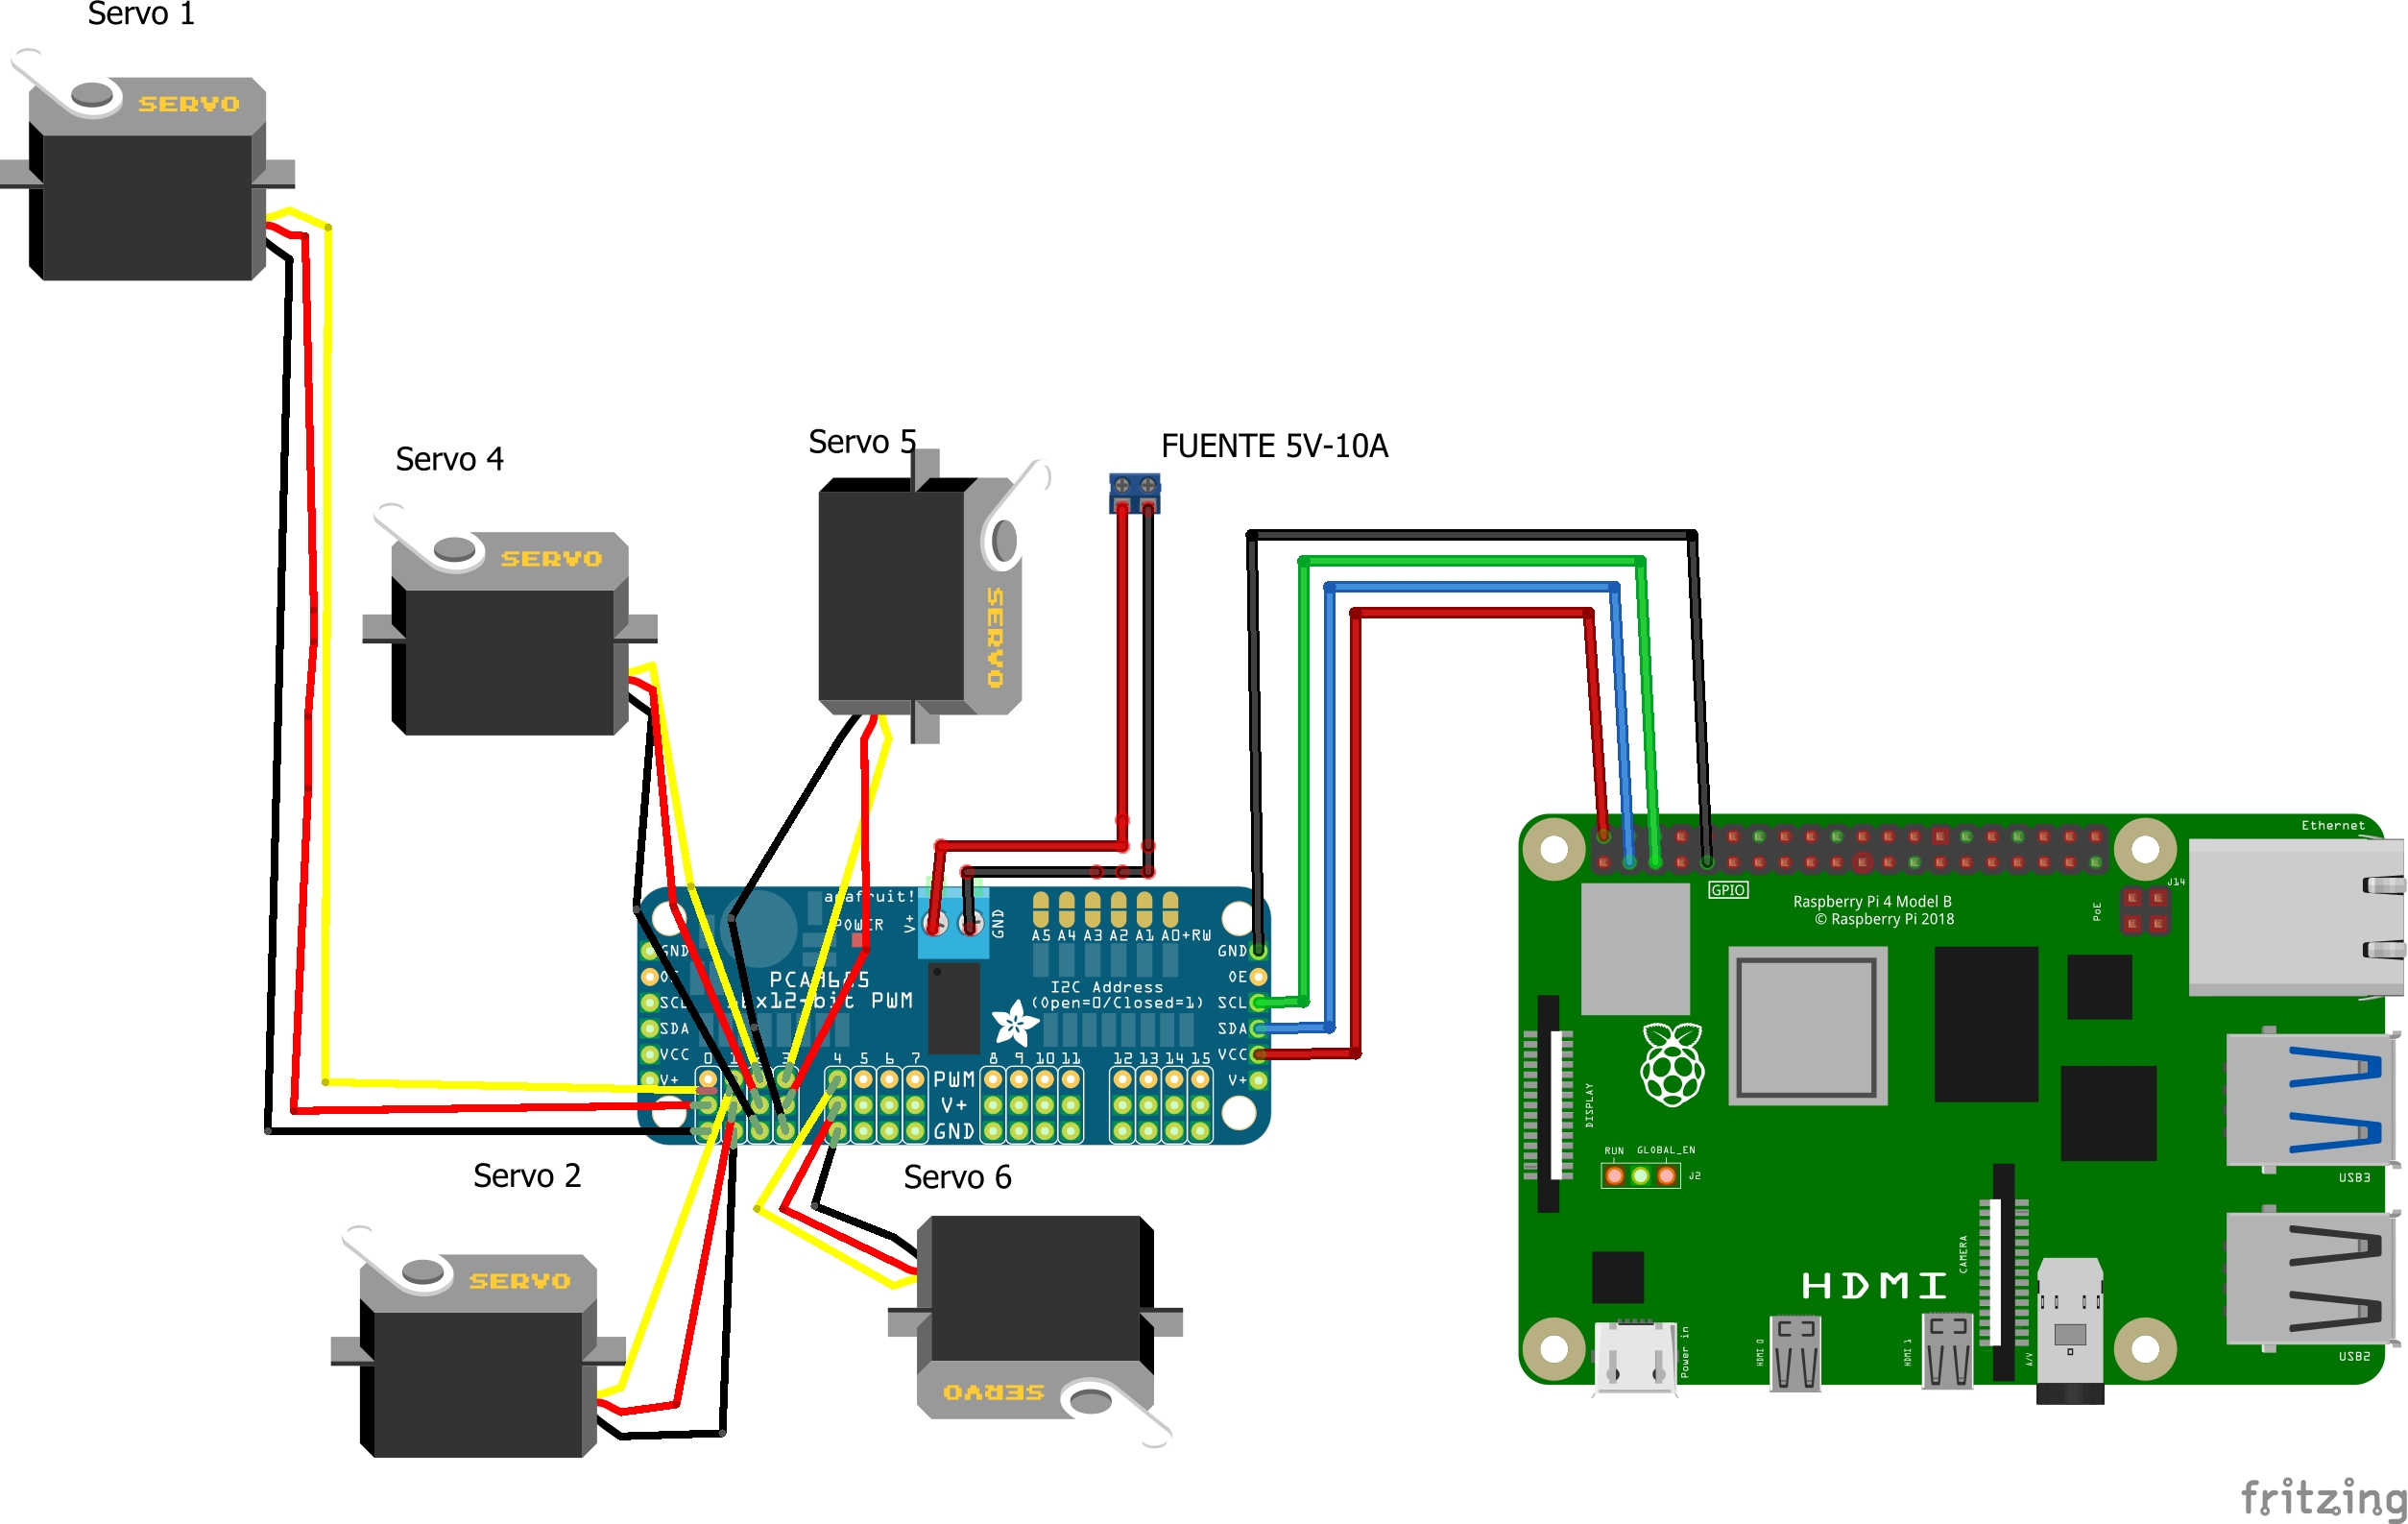 Servo 1
SERVO
Servo 4
SERVO
Servo 5
SERVO
FUENTE 5V-10A
adafruit!
POWER
V+
GND
A5 A4 A3 A2 A1 A0+RW
GND
SCL
SDA
VCC
V+
16x12-bit PWM
I2C Address
(Open=0/Closed=1)
GND
OE
SCL
SDA
VCC
V+
0 1 2 3 4 5 6 7 8 9 10 11 12 13 14 15
PWM
V+
GND
Servo 2
SERVO
Servo 6
SERVO
GPIO
Raspberry Pi 4 Model B
© Raspberry Pi 2018
Ethernet
J14
PoE
DISPLAY
RUN GLOBAL_EN
J2
CAMERA
HDMI
Power in
HDMI 0
HDMI 1
A/V
USB3
USB2
fritzing